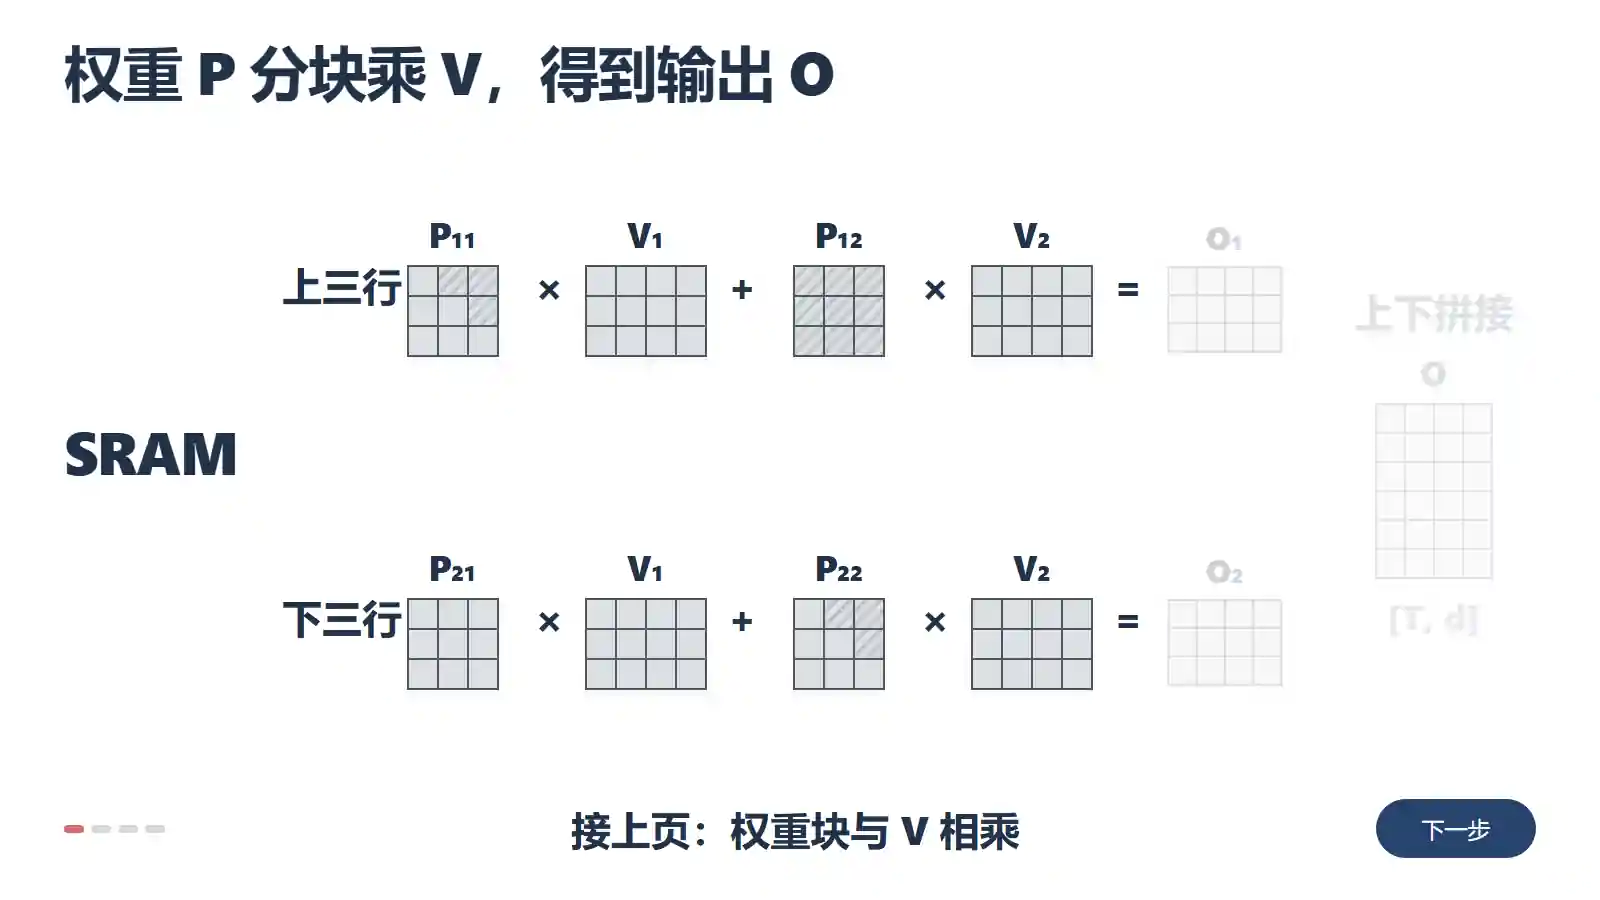 权重 P 分块乘 V，得到输出 O
P₁₁ V₁ P₁₂ V₂ O₁
上三行 × + × =
上下拼接
O
SRAM
P₂₁ V₁ P₂₂ V₂ O₂
下三行 × + × =
[T, d]
接上页：权重块与 V 相乘
下一步